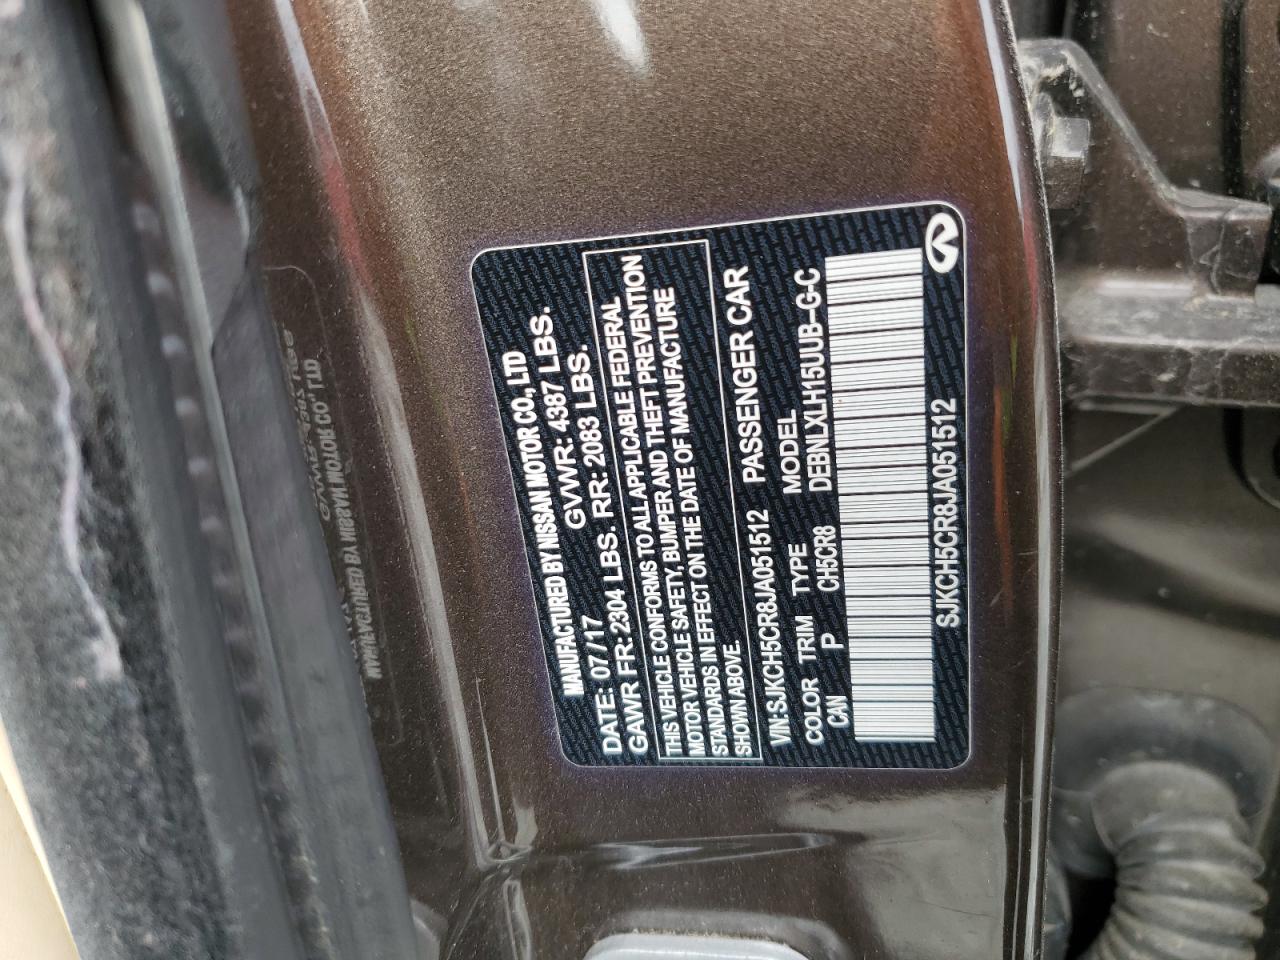 MANUFACTURED BY NISSAN MOTOR CO., LTD
DATE: 07/17 GVWR: 4387 LBS.
GAWR FR: 2304 LBS. RR: 2083 LBS.
THIS VEHICLE CONFORMS TO ALL APPLICABLE FEDERAL
MOTOR VEHICLE SAFETY, BUMPER AND THEFT PREVENTION
STANDARDS IN EFFECT ON THE DATE OF MANUFACTURE
SHOWN ABOVE.
VIN: SJKCH5CR8JA051512 PASSENGER CAR
COLOR TRIM TYPE MODEL
CAN P CH5CR8 DEBNLXLH15UUB-G-C
SJKCH5CR8JA051512